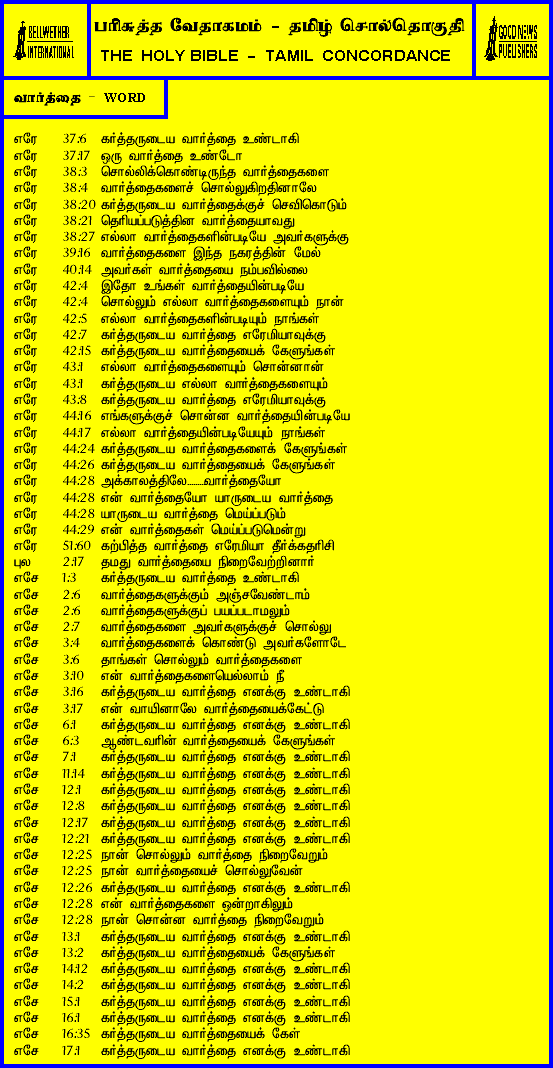 BELLWETHER
INTERNATIONAL
பரிசுத்த வேதாகமம் - தமிழ் சொல்தொகுதி
THE HOLY BIBLE - TAMIL CONCORDANCE
GOOD NEWS
PUBLISHERS
வார்த்தை - WORD
எரே 37:6 கர்த்தருடைய வார்த்தை உண்டாகி
எரே 37:17 ஒரு வார்த்தை உண்டோ
எரே 38:3 சொல்லிக்கொண்டிருந்த வார்த்தைகளை
எரே 38:4 வார்த்தைகளைச் சொல்லுகிறதினாலே
எரே 38:20 கர்த்தருடைய வார்த்தைக்குச் செவிகொடும்
எரே 38:21 தெரியப்படுத்தின வார்த்தையாவது
எரே 38:27 எல்லா வார்த்தைகளின்படியே அவர்களுக்கு
எரே 39:16 வார்த்தைகளை இந்த நகரத்தின் மேல்
எரே 40:14 அவர்கள் வார்த்தையை நம்பவில்லை
எரே 42:4 இதோ உங்கள் வார்த்தையின்படியே
எரே 42:4 சொல்லும் எல்லா வார்த்தைகளையும் நான்
எரே 42:5 எல்லா வார்த்தைகளின்படியும் நாங்கள்
எரே 42:7 கர்த்தருடைய வார்த்தை எரேமியாவுக்கு
எரே 42:15 கர்த்தருடைய வார்த்தையைக் கேளுங்கள்
எரே 43:1 எல்லா வார்த்தைகளையும் சொன்னான்
எரே 43:1 கர்த்தருடைய எல்லா வார்த்தைகளையும்
எரே 43:8 கர்த்தருடைய வார்த்தை எரேமியாவுக்கு
எரே 44:16 எங்களுக்குச் சொன்ன வார்த்தையின்படியே
எரே 44:17 எல்லா வார்த்தையின்படியேயும் நாங்கள்
எரே 44:24 கர்த்தருடைய வார்த்தைகளைக் கேளுங்கள்
எரே 44:26 கர்த்தருடைய வார்த்தையைக் கேளுங்கள்
எரே 44:28 அக்காலத்திலே.........வார்த்தையோ
எரே 44:28 என் வார்த்தையோ யாருடைய வார்த்தை
எரே 44:28 யாருடைய வார்த்தை மெய்ப்படும்
எரே 44:29 என் வார்த்தைகள் மெய்ப்படுமென்று
எரே 51:60 கற்பித்த வார்த்தை எரேமியா தீர்க்கதரிசி
புல 2:17 தமது வார்த்தையை நிறைவேற்றினார்
எசே 1:3 கர்த்தருடைய வார்த்தை உண்டாகி
எசே 2:6 வார்த்தைகளுக்கும் அஞ்சவேண்டாம்
எசே 2:6 வார்த்தைகளுக்குப் பயப்படாமலும்
எசே 2:7 வார்த்தைகளை அவர்களுக்குச் சொல்லு
எசே 3:4 வார்த்தைகளைக் கொண்டு அவர்களோடே
எசே 3:6 தாங்கள் சொல்லும் வார்த்தைகளை
எசே 3:10 என் வார்த்தைகளையெல்லாம் நீ
எசே 3:16 கர்த்தருடைய வார்த்தை எனக்கு உண்டாகி
எசே 3:17 என் வாயினாலே வார்த்தையைக்கேட்டு
எசே 6:1 கர்த்தருடைய வார்த்தை எனக்கு உண்டாகி
எசே 6:3 ஆண்டவரின் வார்த்தையைக் கேளுங்கள்
எசே 7:1 கர்த்தருடைய வார்த்தை எனக்கு உண்டாகி
எசே 11:14 கர்த்தருடைய வார்த்தை எனக்கு உண்டாகி
எசே 12:1 கர்த்தருடைய வார்த்தை எனக்கு உண்டாகி
எசே 12:8 கர்த்தருடைய வார்த்தை எனக்கு உண்டாகி
எசே 12:17 கர்த்தருடைய வார்த்தை எனக்கு உண்டாகி
எசே 12:21 கர்த்தருடைய வார்த்தை எனக்கு உண்டாகி
எசே 12:25 நான் சொல்லும் வார்த்தை நிறைவேறும்
எசே 12:25 நான் வார்த்தையைச் சொல்லுவேன்
எசே 12:26 கர்த்தருடைய வார்த்தை எனக்கு உண்டாகி
எசே 12:28 என் வார்த்தைகளை ஒன்றாகிலும்
எசே 12:28 நான் சொன்ன வார்த்தை நிறைவேறும்
எசே 13:1 கர்த்தருடைய வார்த்தை எனக்கு உண்டாகி
எசே 13:2 கர்த்தருடைய வார்த்தையைக் கேளுங்கள்
எசே 14:12 கர்த்தருடைய வார்த்தை எனக்கு உண்டாகி
எசே 14:2 கர்த்தருடைய வார்த்தை எனக்கு உண்டாகி
எசே 15:1 கர்த்தருடைய வார்த்தை எனக்கு உண்டாகி
எசே 16:1 கர்த்தருடைய வார்த்தை எனக்கு உண்டாகி
எசே 16:35 கர்த்தருடைய வார்த்தையைக் கேள்
எசே 17:1 கர்த்தருடைய வார்த்தை எனக்கு உண்டாகி